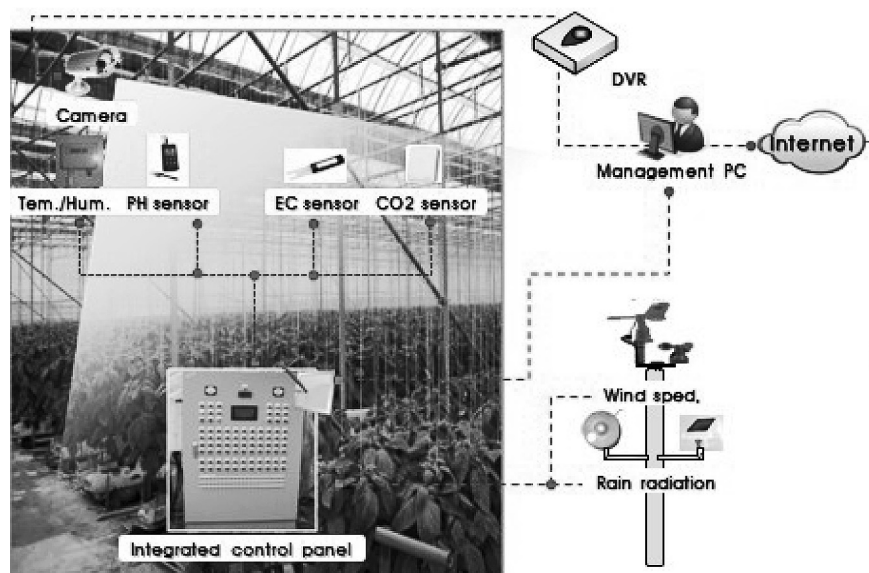 DVR
Camera
Internet
Management PC
Tem./Hum. PH sensor EC sensor CO2 sensor
Wind sped,
Rain radiation
Integrated control panel